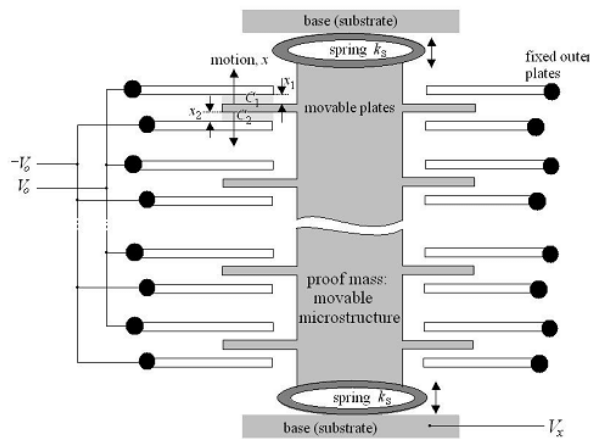 base (substrate)
spring kS
motion, x
x1
fixed outer
plates
C1
movable plates
x2
C2
–Vo
Vo
proof mass:
movable
microstructure
spring kS
base (substrate)
Vx